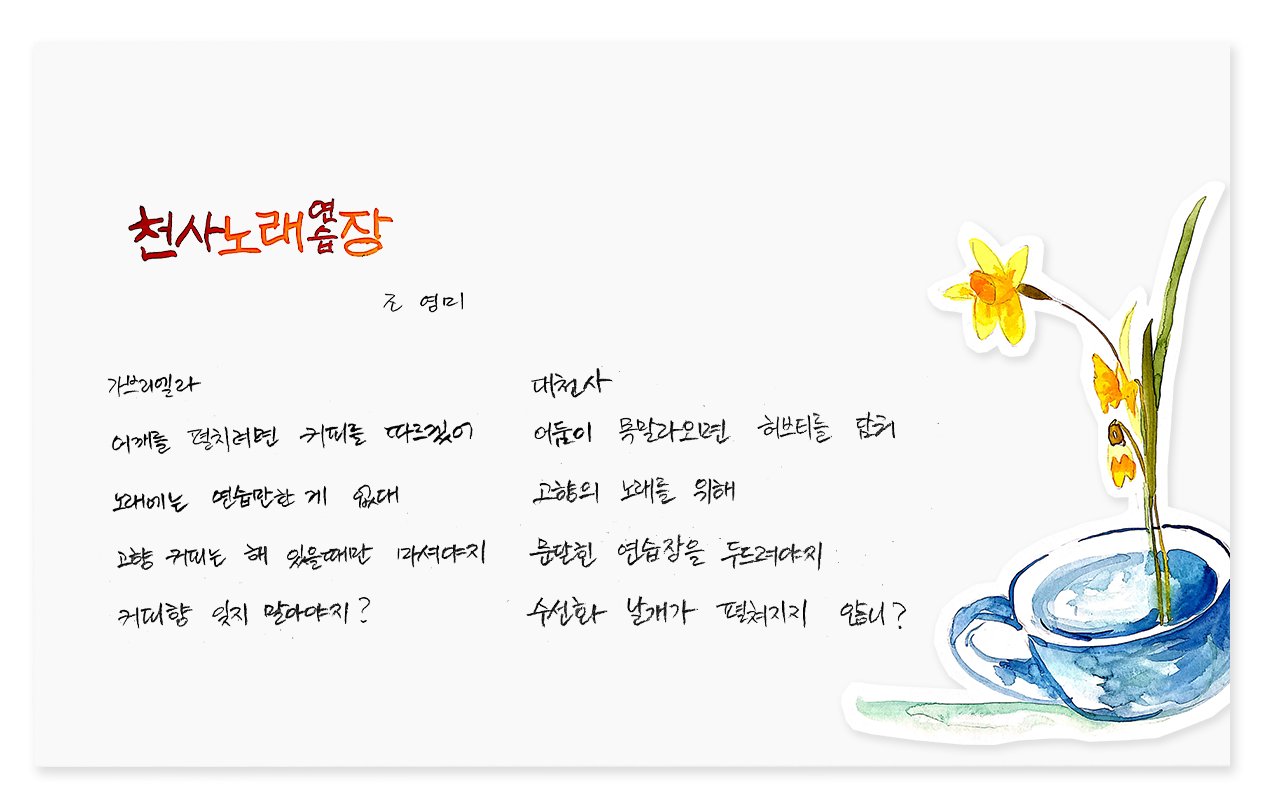 천사노래연습장
조 영미
가브리엘라
어깨를 펼치려면 커피를 따르겠어
노래에는 연습만한 게 없대
고향 커피는 해 있을때만 마셔야지
커피향 잊지 말아야지?
대천사
어둠이 목말라오면 허브티를 담궈
고향의 노래를 위해
문닫힌 연습장을 두드려야지
수선화 날개가 펼쳐지지 않니?